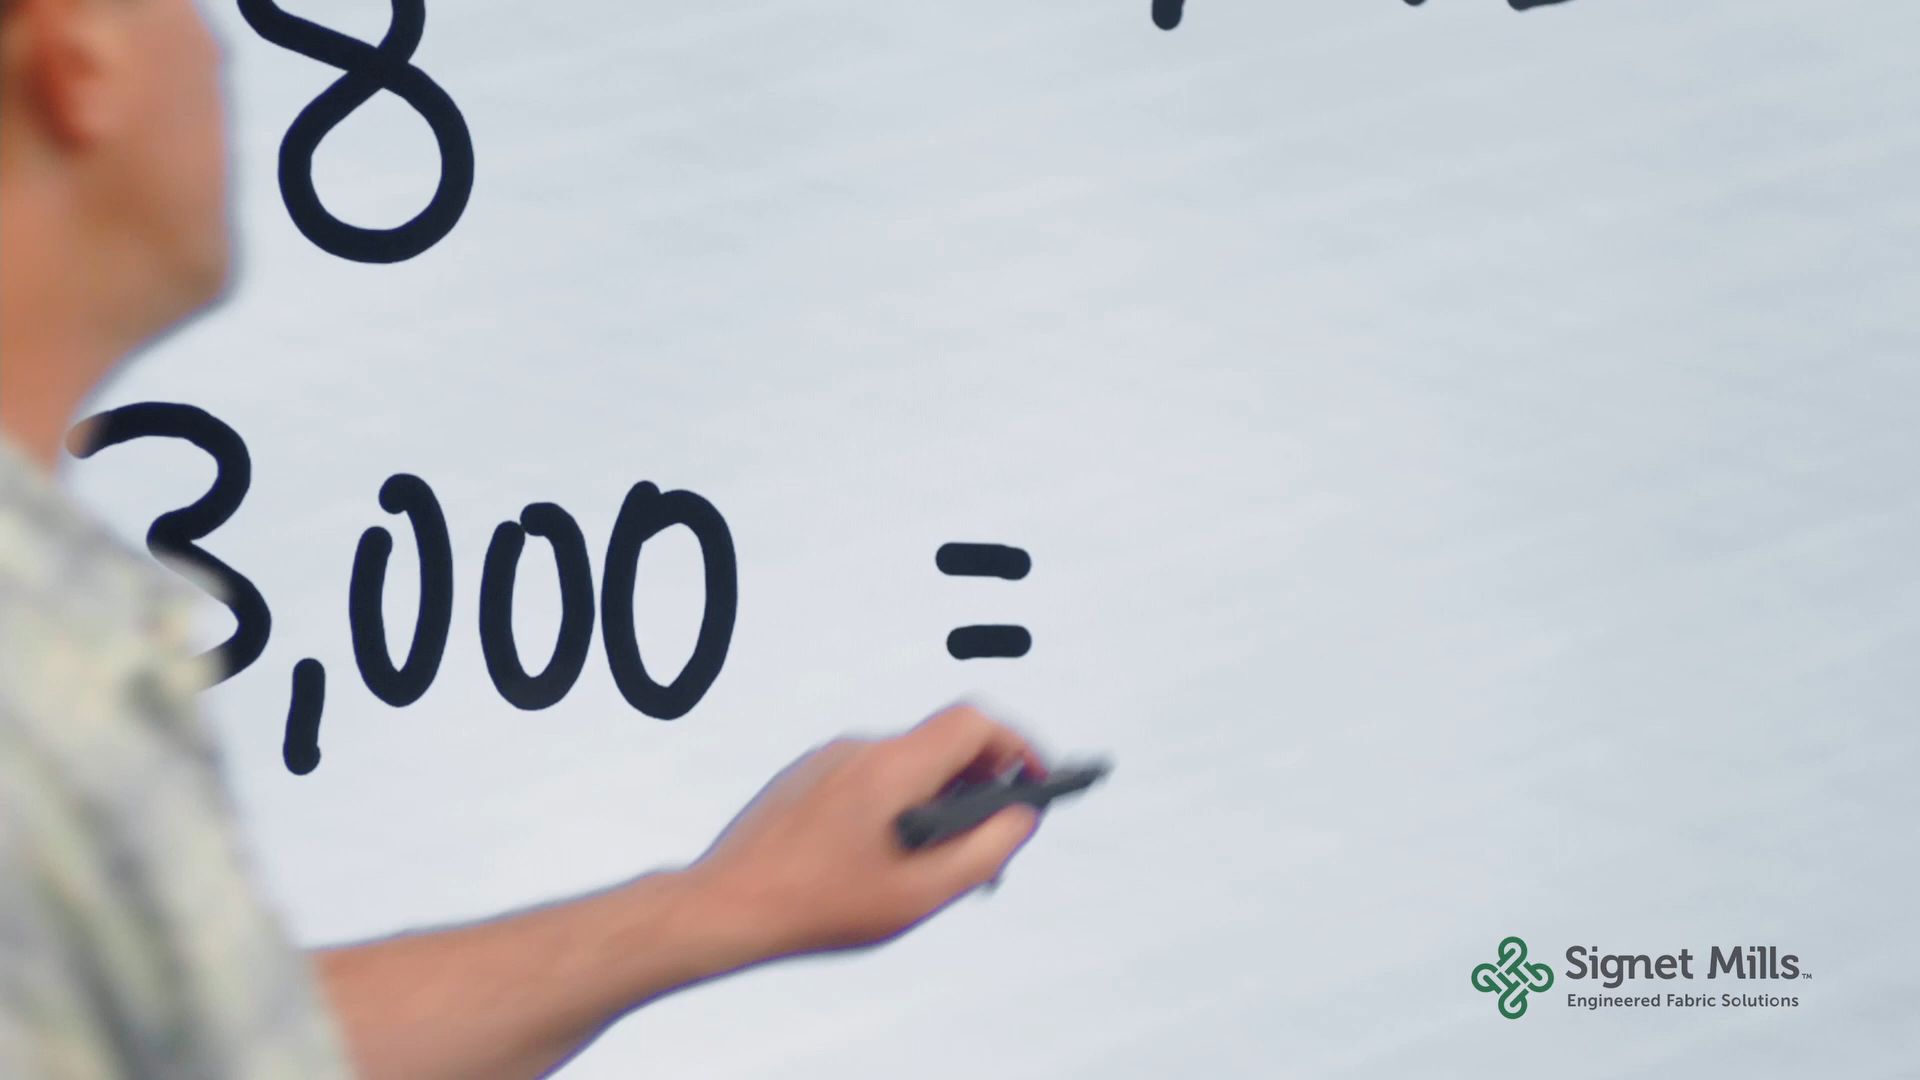 8
3,000 =
Signet Mills™
Engineered Fabric Solutions